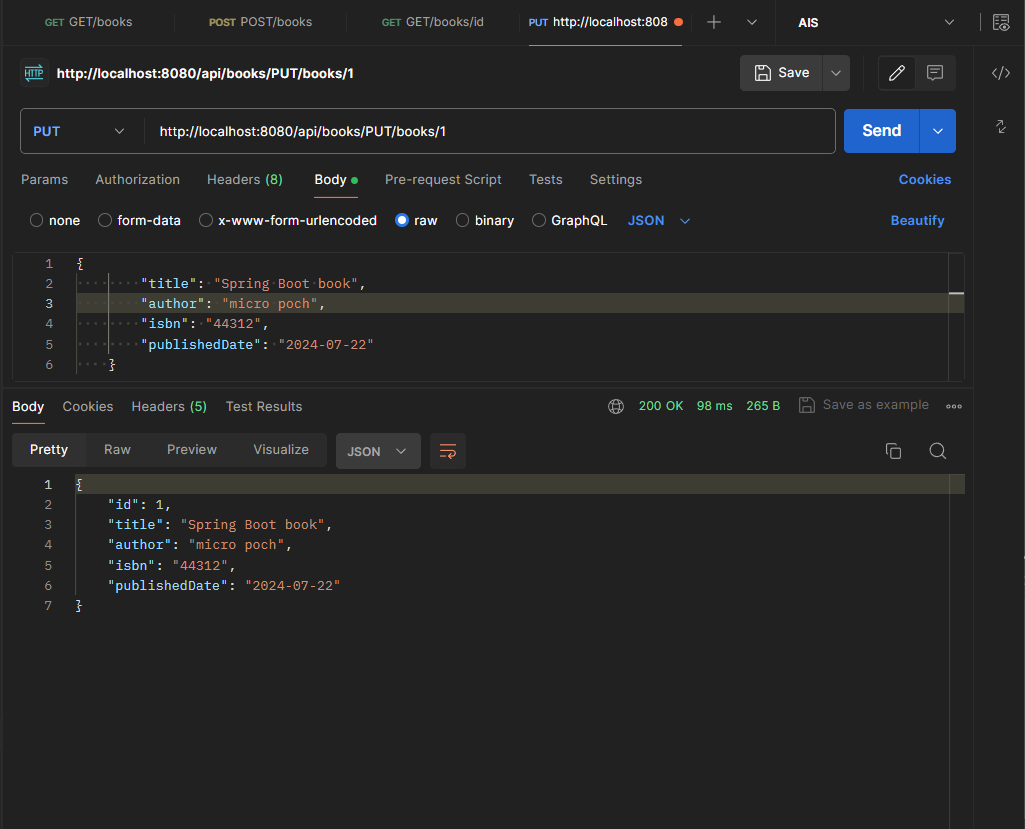 GET GET/books POST POST/books GET GET/books/id PUT http://localhost:808 AIS
HTTP http://localhost:8080/api/books/PUT/books/1 Save
PUT http://localhost:8080/api/books/PUT/books/1 Send
Params Authorization Headers (8) Body Pre-request Script Tests Settings Cookies
none form-data x-www-form-urlencoded raw binary GraphQL JSON Beautify
1 {
2 "title": "Spring Boot book",
3 "author": "micro poch",
4 "isbn": "44312",
5 "publishedDate": "2024-07-22"
6 }
Body Cookies Headers (5) Test Results 200 OK 98 ms 265 B Save as example
Pretty Raw Preview Visualize JSON
1 {
2 "id": 1,
3 "title": "Spring Boot book",
4 "author": "micro poch",
5 "isbn": "44312",
6 "publishedDate": "2024-07-22"
7 }